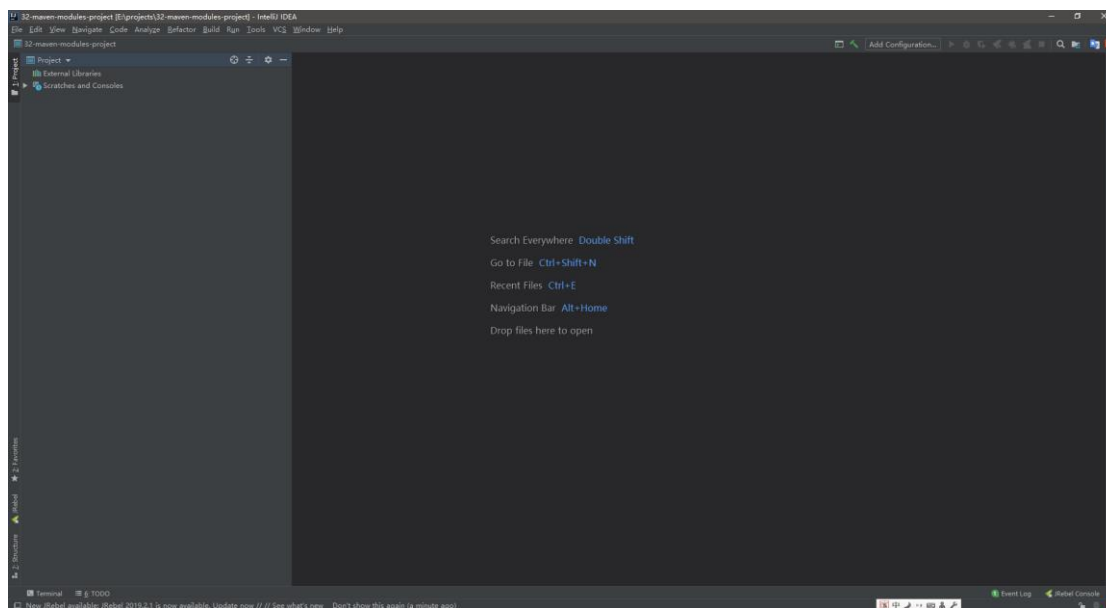 32-maven-modules-project [E:\projects\32-maven-modules-project] - IntelliJ IDEA
File Edit View Navigate Code Analyze Refactor Build Run Tools VCS Window Help
32-maven-modules-project
Add Configuration...
1: Project
Project
External Libraries
Scratches and Consoles
Search Everywhere Double Shift
Go to File Ctrl+Shift+N
Recent Files Ctrl+E
Navigation Bar Alt+Home
Drop files here to open
2: Favorites
JRebel
Z: Structure
Terminal 6: TODO
Event Log JRebel Console
New JRebel available: JRebel 2019.2.1 is now available. Update now // // See what's new Don't show this again (a minute ago)
中